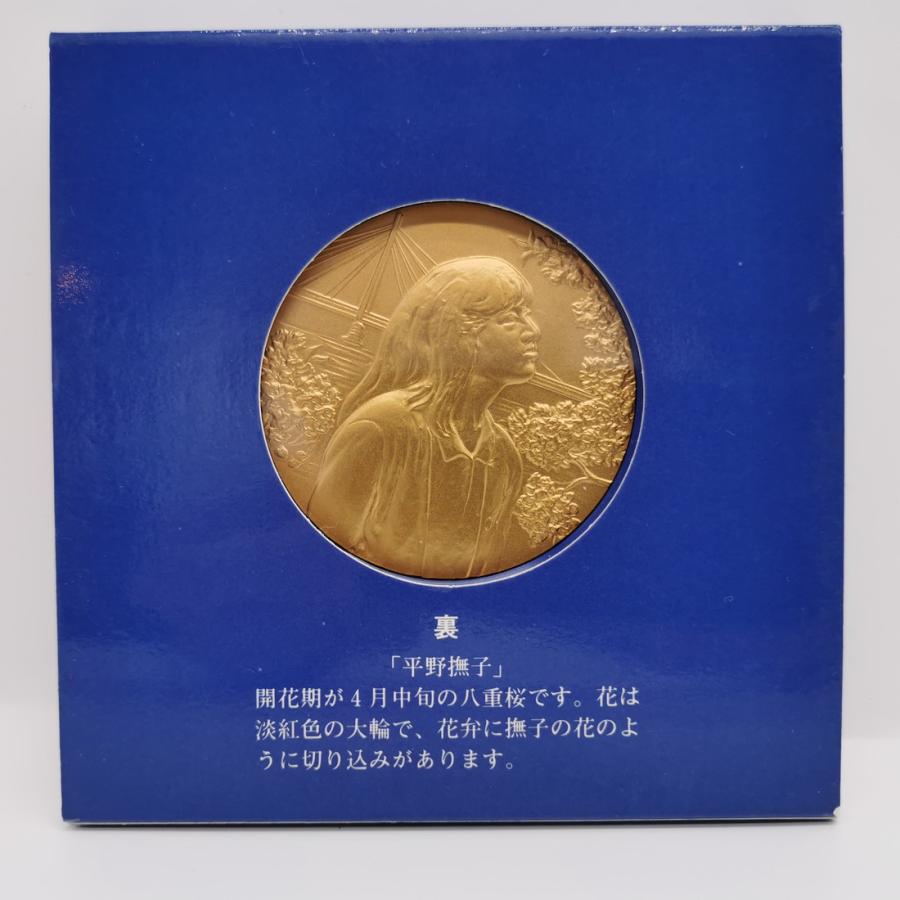 裏
「平野撫子」
開花期が4月中旬の八重桜です。花は
淡紅色の大輪で、花弁に撫子の花のよ
うに切り込みがあります。